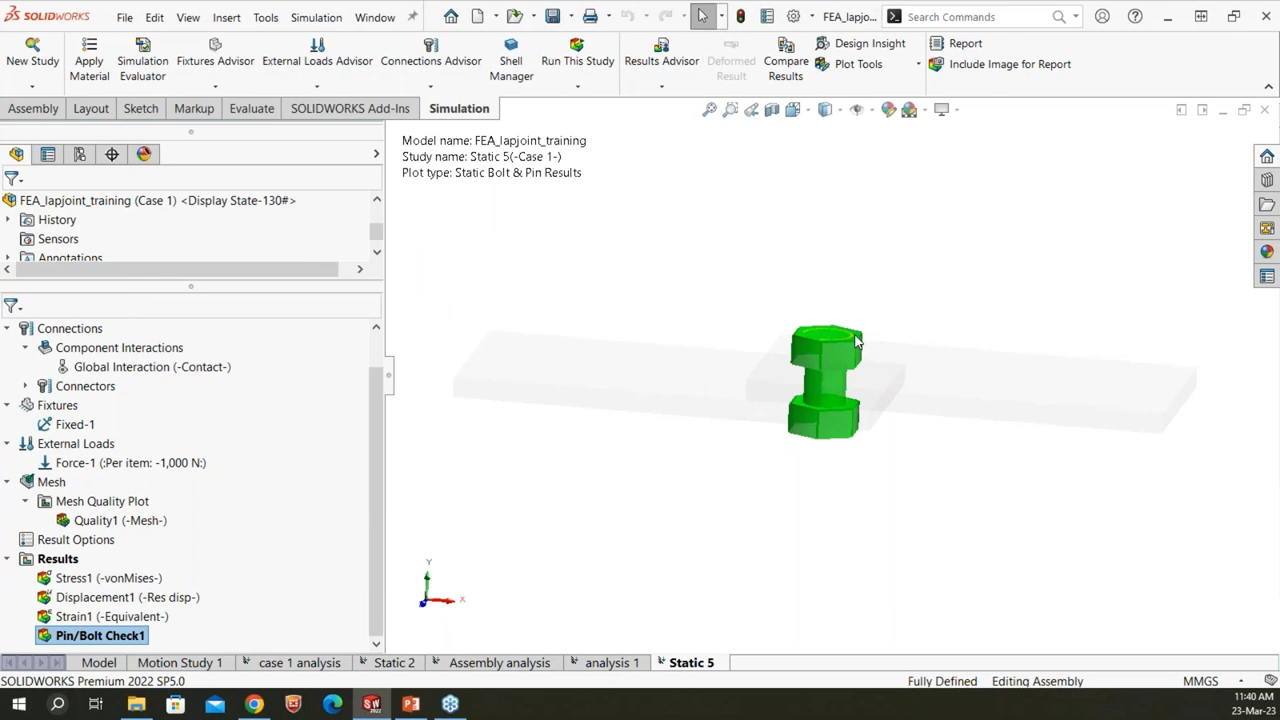 SOLIDWORKS
File Edit View Insert Tools Simulation Window
FEA_lapjo...
Search Commands
New Study
Apply Material
Simulation Evaluator
Fixtures Advisor
External Loads Advisor
Connections Advisor
Shell Manager
Run This Study
Results Advisor
Deformed Result
Compare Results
Design Insight
Plot Tools
Report
Include Image for Report
Assembly Layout Sketch Markup Evaluate SOLIDWORKS Add-Ins Simulation
Model name: FEA_lapjoint_training
Study name: Static 5(-Case 1-)
Plot type: Static Bolt & Pin Results
FEA_lapjoint_training (Case 1) <Display State-130#>
History
Sensors
Annotations
Connections
Component Interactions
Global Interaction (-Contact-)
Connectors
Fixtures
Fixed-1
External Loads
Force-1 (:Per item: -1,000 N:)
Mesh
Mesh Quality Plot
Quality1 (-Mesh-)
Result Options
Results
Stress1 (-vonMises-)
Displacement1 (-Res disp-)
Strain1 (-Equivalent-)
Pin/Bolt Check1
Y
X
Model Motion Study 1 case 1 analysis Static 2 Assembly analysis analysis 1 Static 5
SOLIDWORKS Premium 2022 SP5.0
Fully Defined Editing Assembly MMGS
11:40 AM
23-Mar-23